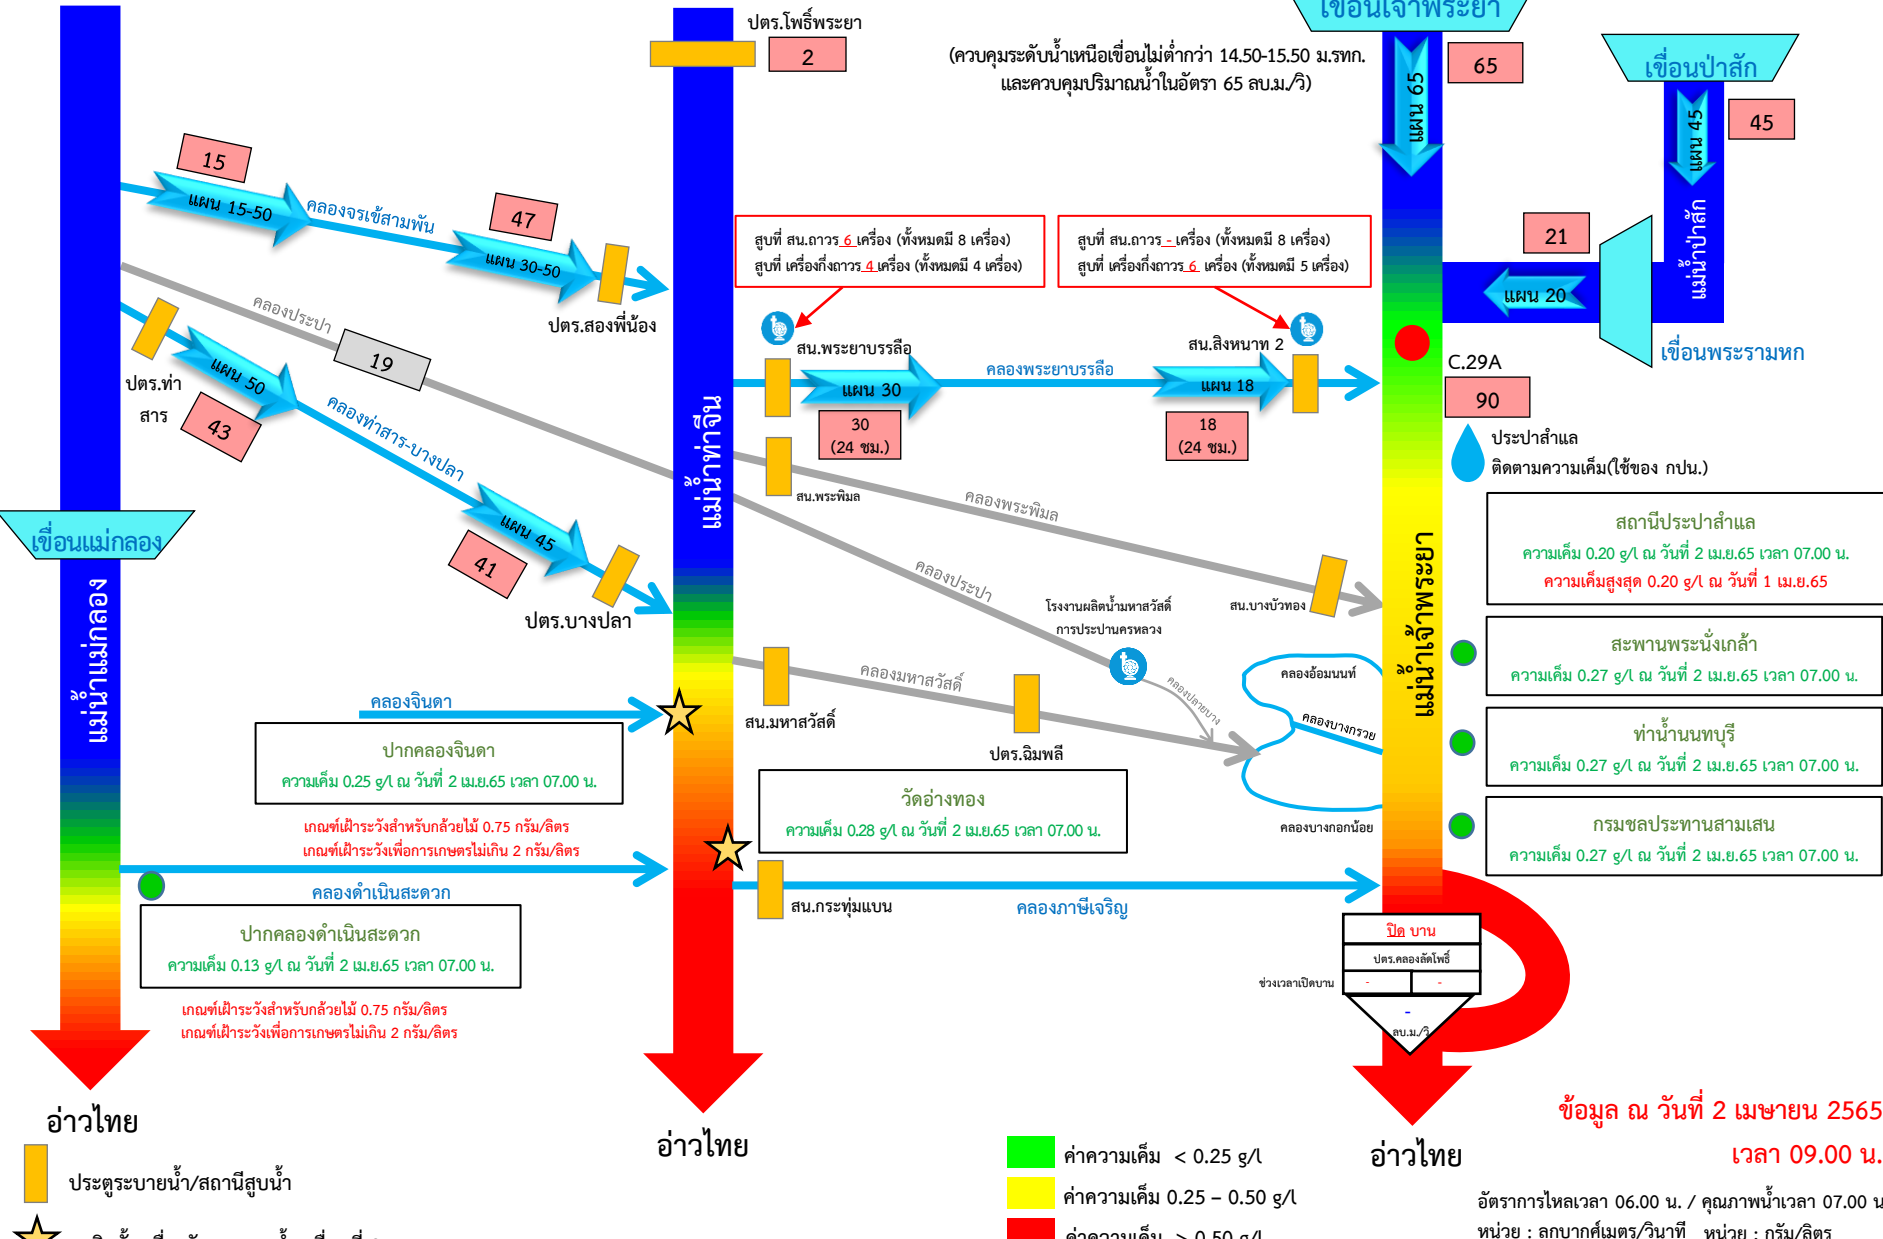 เขื่อนเจ้าพระยา
ปตร.โพธิ์พระยา
2
(ควบคุมระดับน้ำเหนือเขื่อนไม่ต่ำกว่า 14.50-15.50 ม.รทก.
และควบคุมปริมาณน้ำในอัตรา 65 ลบ.ม./วิ)
65
แผน 65
เขื่อนป่าสัก
แผน 45
45
แม่น้ำป่าสัก
21
แผน 20
เขื่อนพระรามหก
15
แผน 15-50
คลองจรเข้สามพัน
47
แผน 30-50
ปตร.สองพี่น้อง
สูบที่ สน.ถาวร 6 เครื่อง (ทั้งหมดมี 8 เครื่อง)
สูบที่ เครื่องกึ่งถาวร 4 เครื่อง (ทั้งหมดมี 4 เครื่อง)
สูบที่ สน.ถาวร - เครื่อง (ทั้งหมดมี 8 เครื่อง)
สูบที่ เครื่องกึ่งถาวร 6 เครื่อง (ทั้งหมดมี 5 เครื่อง)
คลองประปา
19
ปตร.ท่า
สาร
แผน 50
43
คลองท่าสาร-บางปลา
แผน 45
41
ปตร.บางปลา
สน.พระยาบรรลือ
แผน 30
30
(24 ชม.)
คลองพระยาบรรลือ
สน.สิงหนาท 2
แผน 18
18
(24 ชม.)
C.29A
90
ประปาสำแล
ติดตามความเค็ม(ใช้ของ กปน.)
แม่น้ำท่าจีน
สน.พระพิมล
คลองพระพิมล
คลองประปา
สน.บางบัวทอง
โรงงานผลิตน้ำมหาสวัสดิ์
การประปานครหลวง
แม่น้ำเจ้าพระยา
สถานีประปาสำแล
ความเค็ม 0.20 g/l ณ วันที่ 2 เม.ย.65 เวลา 07.00 น.
ความเค็มสูงสุด 0.20 g/l ณ วันที่ 1 เม.ย.65
สะพานพระนั่งเกล้า
ความเค็ม 0.27 g/l ณ วันที่ 2 เม.ย.65 เวลา 07.00 น.
ท่าน้ำนนทบุรี
ความเค็ม 0.27 g/l ณ วันที่ 2 เม.ย.65 เวลา 07.00 น.
กรมชลประทานสามเสน
ความเค็ม 0.27 g/l ณ วันที่ 2 เม.ย.65 เวลา 07.00 น.
เขื่อนแม่กลอง
แม่น้ำแม่กลอง
คลองมหาสวัสดิ์
สน.มหาสวัสดิ์
ปตร.ฉิมพลี
คลองปลายบาง
คลองอ้อมนนท์
คลองบางกรวย
คลองบางกอกน้อย
คลองจินดา
ปากคลองจินดา
ความเค็ม 0.25 g/l ณ วันที่ 2 เม.ย.65 เวลา 07.00 น.
เกณฑ์เฝ้าระวังสำหรับกล้วยไม้ 0.75 กรัม/ลิตร
เกณฑ์เฝ้าระวังเพื่อการเกษตรไม่เกิน 2 กรัม/ลิตร
วัดอ่างทอง
ความเค็ม 0.28 g/l ณ วันที่ 2 เม.ย.65 เวลา 07.00 น.
คลองดำเนินสะดวก
ปากคลองดำเนินสะดวก
ความเค็ม 0.13 g/l ณ วันที่ 2 เม.ย.65 เวลา 07.00 น.
เกณฑ์เฝ้าระวังสำหรับกล้วยไม้ 0.75 กรัม/ลิตร
เกณฑ์เฝ้าระวังเพื่อการเกษตรไม่เกิน 2 กรัม/ลิตร
สน.กระทุ่มแบน
คลองภาษีเจริญ
ปิด บาน
ปตร.คลองลัดโพธิ์
ช่วงเวลาเปิดบาน
- -
-
ลบ.ม./วิ
อ่าวไทย
อ่าวไทย
อ่าวไทย
ข้อมูล ณ วันที่ 2 เมษายน 2565
เวลา 09.00 น.
ประตูระบายน้ำ/สถานีสูบน้ำ
ค่าความเค็ม < 0.25 g/l
ค่าความเค็ม 0.25 – 0.50 g/l
ค่าความเค็ม > 0.50 g/l
อัตราการไหลเวลา 06.00 น. / คุณภาพน้ำเวลา 07.00 น
หน่วย : ลูกบาศก์เมตร/วินาที หน่วย : กรัม/ลิตร